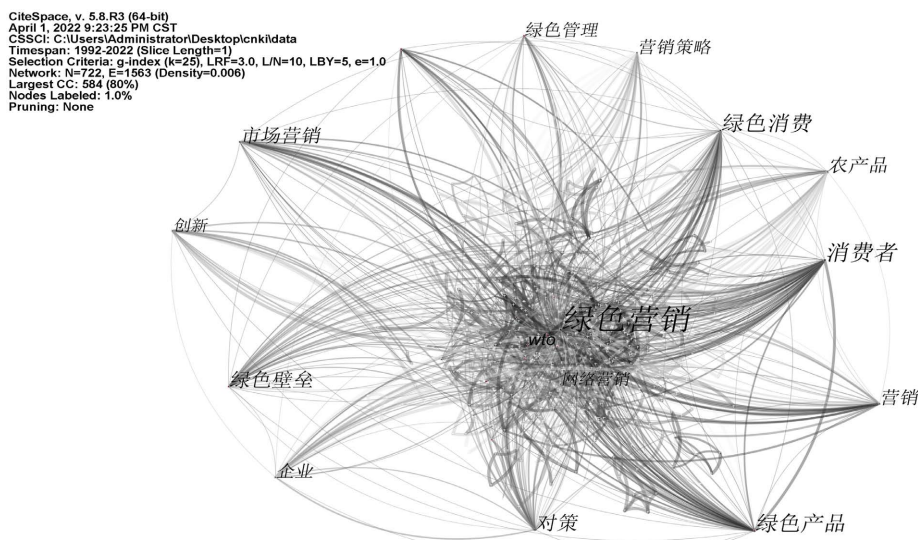 CiteSpace, v. 5.8.R3 (64-bit)
April 1, 2022 9:23:25 PM CST
CSSCI: C:\Users\Administrator\Desktop\cnki\data
Timespan: 1992-2022 (Slice Length=1)
Selection Criteria: g-index (k=25), LRF=3.0, L/N=10, LBY=5, e=1.0
Network: N=722, E=1563 (Density=0.006)
Largest CC: 584 (80%)
Nodes Labeled: 1.0%
Pruning: None
绿色管理
营销策略
绿色消费
市场营销
农产品
创新
消费者
绿色营销
wto
网络营销
绿色壁垒
营销
企业
对策
绿色产品